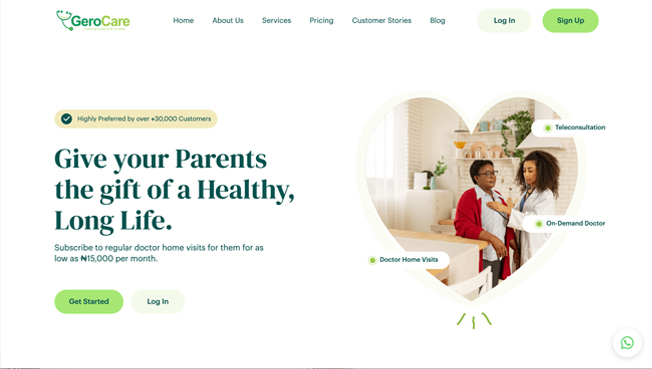 GeroCare
Home
About Us
Services
Pricing
Customer Stories
Blog
Log In
Sign Up
Highly Preferred by over +30,000 Customers
Give your Parents
the gift of a Healthy,
Long Life.
Subscribe to regular doctor home visits for them for as
low as ₦15,000 per month.
Get Started
Log In
Teleconsultation
On-Demand Doctor
Doctor Home Visits